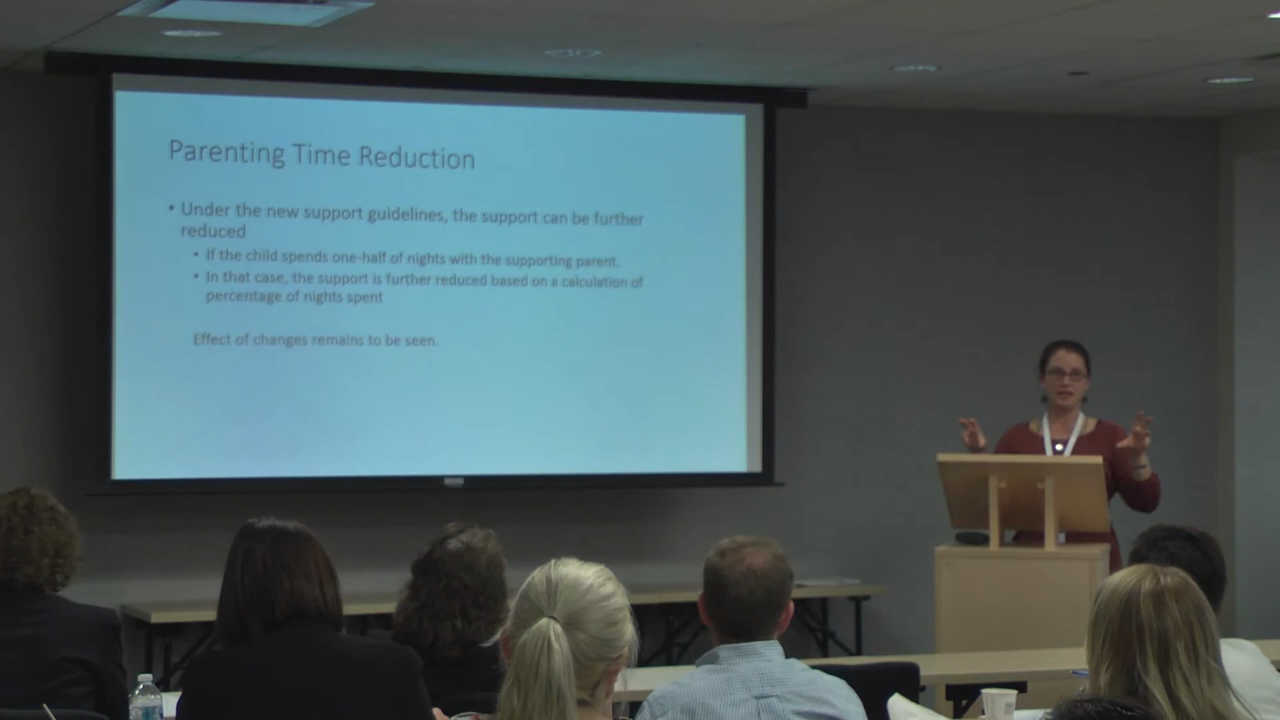 Parenting Time Reduction
• Under the new support guidelines, the support can be further
reduced
• If the child spends one-half of nights with the supporting parent.
• In that case, the support is further reduced based on a calculation of
percentage of nights spent
Effect of changes remains to be seen.